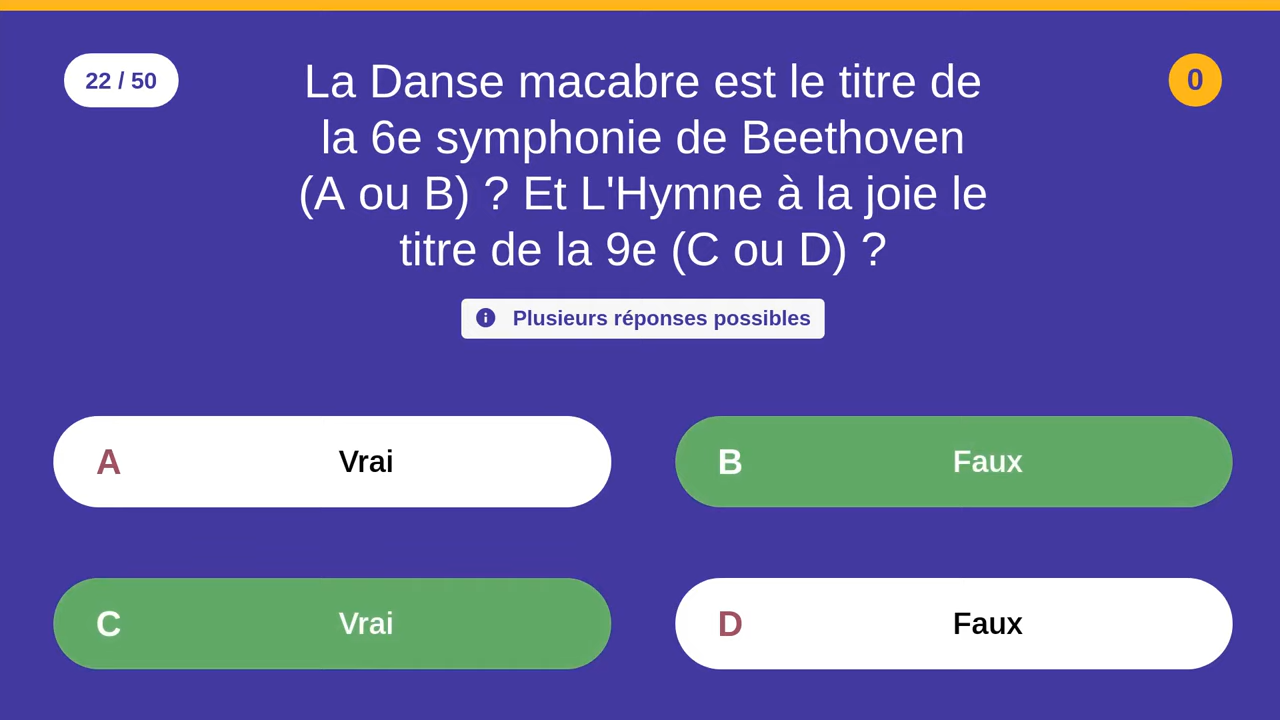 22 / 50
La Danse macabre est le titre de
la 6e symphonie de Beethoven
(A ou B) ? Et L'Hymne à la joie le
titre de la 9e (C ou D) ?
0
Plusieurs réponses possibles
A Vrai
B Faux
C Vrai
D Faux